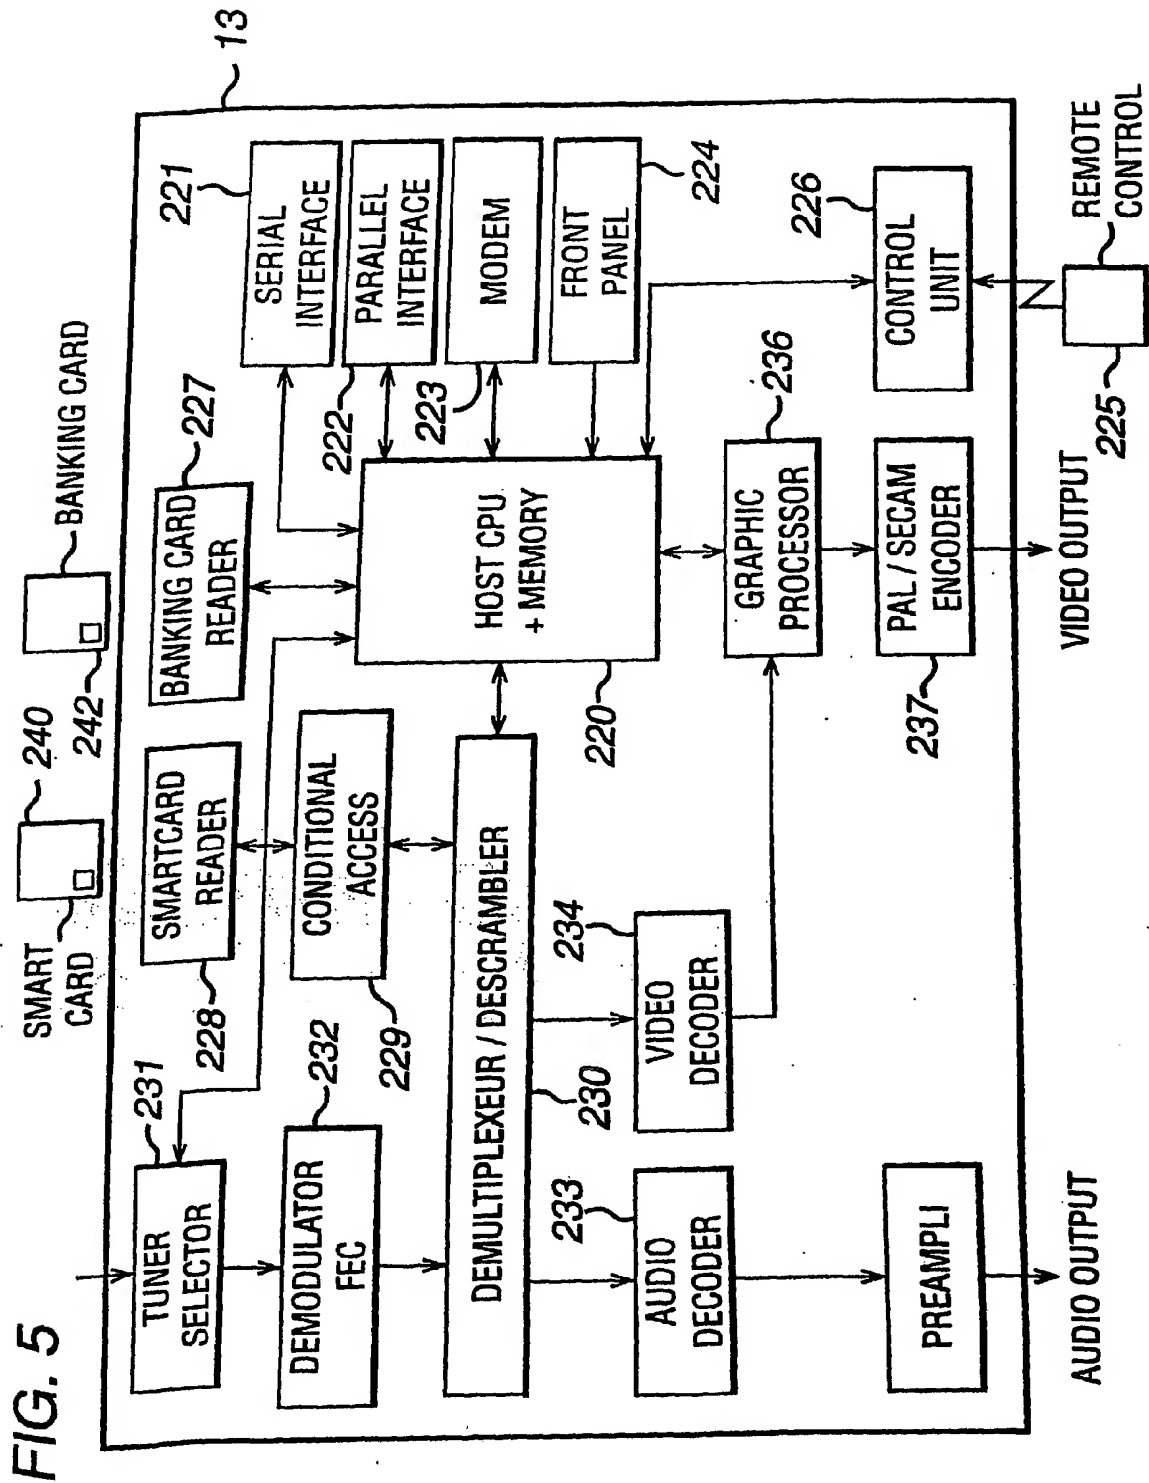 FIG. 5
13
SMART
CARD
240
242
BANKING CARD
TUNER
SELECTOR
231
SMARTCARD
READER
228
BANKING CARD
READER
227
SERIAL
INTERFACE
221
DEMODULATOR
FEC
232
CONDITIONAL
ACCESS
229
PARALLEL
INTERFACE
222
HOST CPU
+ MEMORY
220
MODEM
223
DEMULTIPLEXEUR / DESCRAMBLER
230
FRONT
PANEL
224
AUDIO
DECODER
233
VIDEO
DECODER
234
GRAPHIC
PROCESSOR
236
PREAMPLI
PAL / SECAM
ENCODER
237
CONTROL
UNIT
226
AUDIO OUTPUT
VIDEO OUTPUT
225
REMOTE
CONTROL